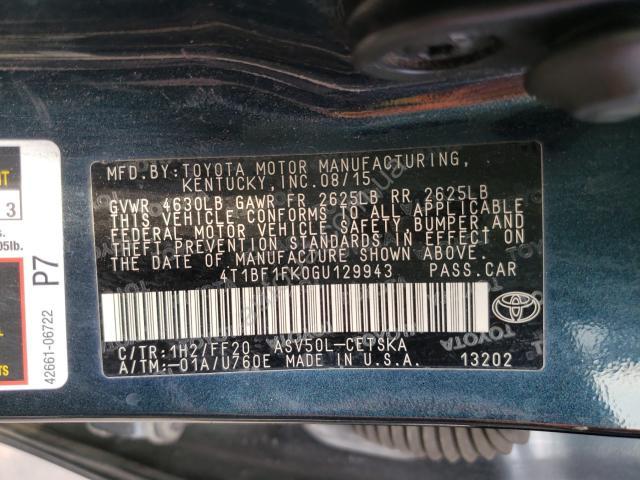 MFD.BY:TOYOTA MOTOR MANUFACTURING,
KENTUCKY, INC. 08/15
GVWR 4630LB GAWR FR 2625LB RR 2625LB
THIS VEHICLE CONFORMS TO ALL APPLICABLE
FEDERAL MOTOR VEHICLE SAFETY, BUMPER, AND
THEFT PREVENTION STANDARDS IN EFFECT ON
THE DATE OF MANUFACTURE SHOWN ABOVE.
4T1BF1FK0GU129943 PASS.CAR
C/TR:1H2/FF20 ASV50L-CETSKA
A/TM:-01A/U760E MADE IN U.S.A. 13202
TOYOTA
3
05lb.
P7
42661-06722